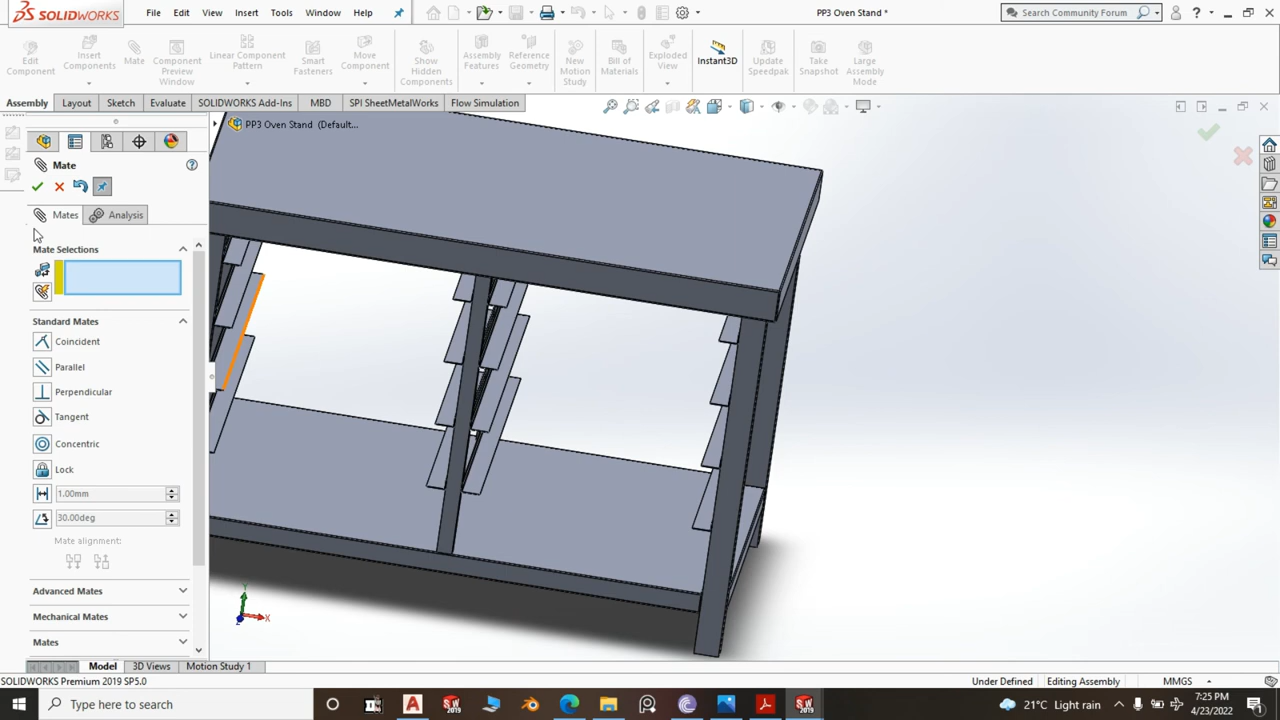 SOLIDWORKS
File Edit View Insert Tools Window Help
PP3 Oven Stand *
Search Community Forum
Edit Component
Insert Components
Mate
Component Preview Window
Linear Component Pattern
Smart Fasteners
Move Component
Show Hidden Components
Assembly Features
Reference Geometry
New Motion Study
Bill of Materials
Exploded View
Instant3D
Update Speedpak
Take Snapshot
Large Assembly Mode
Assembly Layout Sketch Evaluate SOLIDWORKS Add-Ins MBD SPI SheetMetalWorks Flow Simulation
PP3 Oven Stand (Default...
Mate
Mates Analysis
Mate Selections
Standard Mates
Coincident
Parallel
Perpendicular
Tangent
Concentric
Lock
1.00mm
30.00deg
Mate alignment:
Advanced Mates
Mechanical Mates
Mates
Y
X
Z
Model 3D Views Motion Study 1
SOLIDWORKS Premium 2019 SP5.0
Under Defined Editing Assembly MMGS
Type here to search
21°C Light rain
7:25 PM
4/23/2022